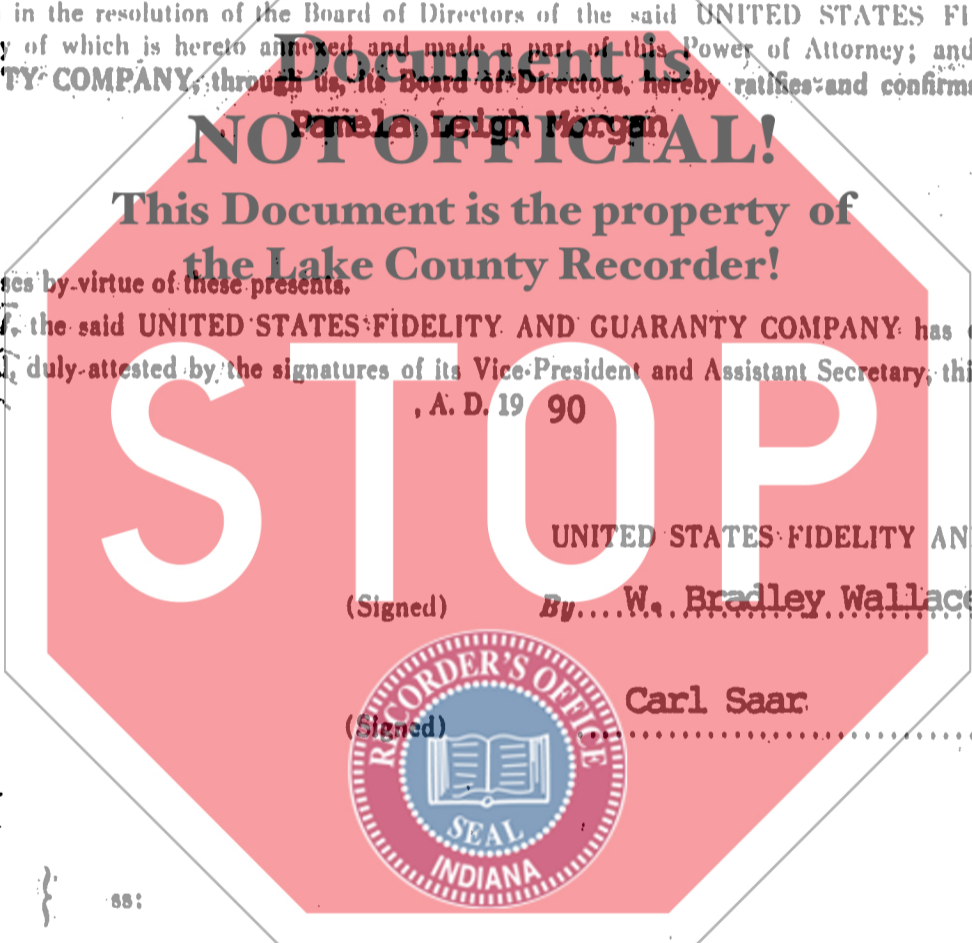 in the resolution of the Board of Directors of the said UNITED STATES FI
of which is hereto annexed and made a part of this Power of Attorney; and
TY COMPANY, through us, its Board of Directors, hereby ratifies and confirms
Document is
Pamela Leigh Morgan
NOT OFFICIAL!
This Document is the property of
the Lake County Recorder!
ses by virtue of these presents.
the said UNITED STATES FIDELITY AND GUARANTY COMPANY has
duly attested by the signatures of its Vice-President and Assistant Secretary, thi
, A. D. 19 90
STOP
UNITED STATES FIDELITY AN
(Signed) By....W. Bradley Wallace
Carl Saar
(Signed)
RECORDER'S OFFICE
SEAL
INDIANA
ss: